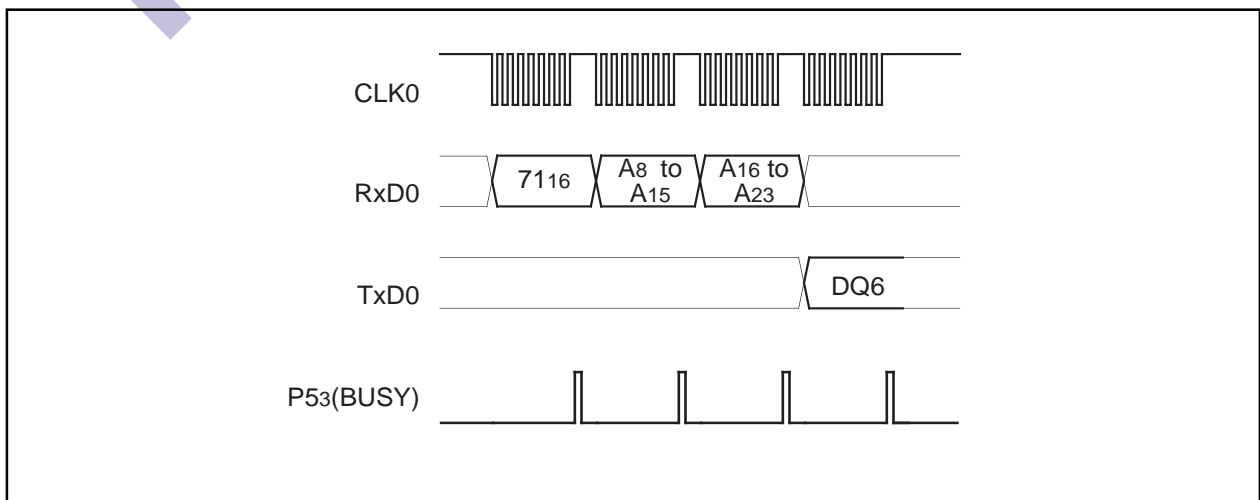 CLK0
RxD0
7116
A8 to
A15
A16 to
A23
TxD0
DQ6
P53(BUSY)